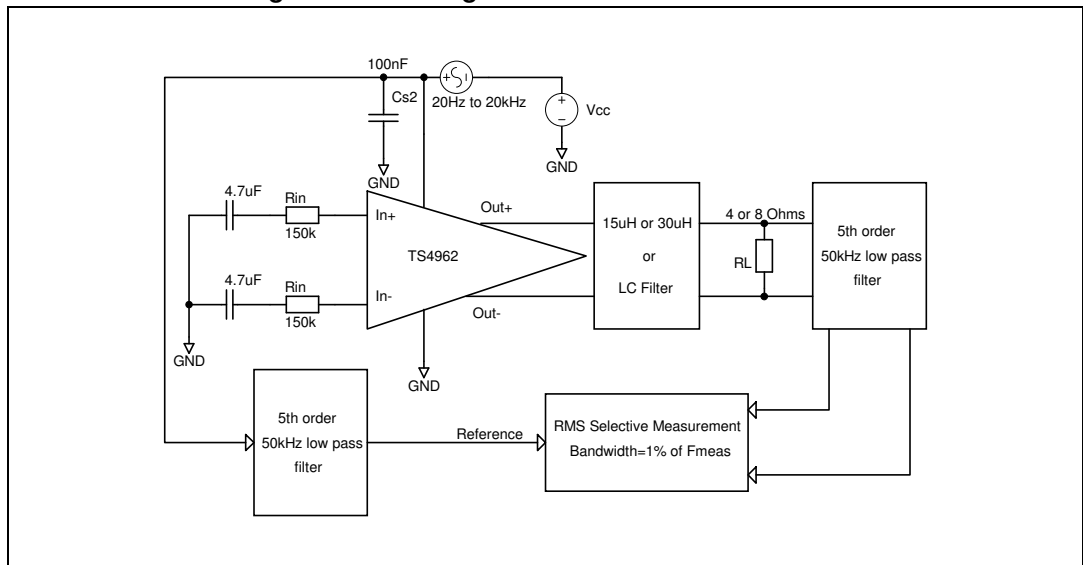 100nF
Cs2
+ -
20Hz to 20kHz
+
−
Vcc
GND
GND
4.7uF
Rin
150k
In+
Out+
TS4962
15uH or 30uH
or
LC Filter
4 or 8 Ohms
RL
5th order
50kHz low pass
filter
4.7uF
Rin
150k
In-
Out-
GND
GND
5th order
50kHz low pass
filter
Reference
RMS Selective Measurement
Bandwidth=1% of Fmeas